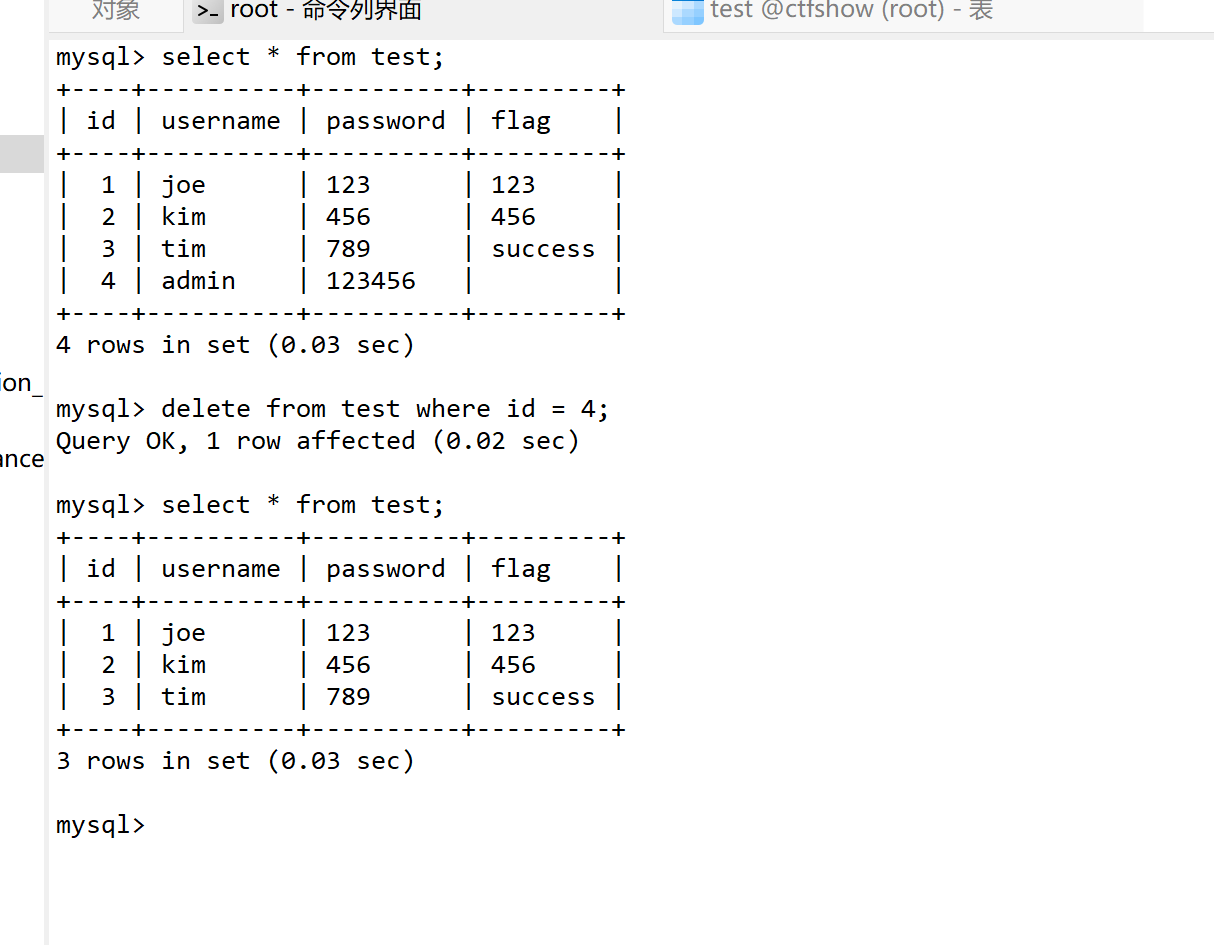 对象
>_ root - 命令列界面
test @ctfshow (root) - 表
mysql> select * from test;
+----+----------+----------+---------+
| id | username | password | flag    |
+----+----------+----------+---------+
|  1 | joe      | 123      | 123     |
|  2 | kim      | 456      | 456     |
|  3 | tim      | 789      | success |
|  4 | admin    | 123456   |         |
+----+----------+----------+---------+
4 rows in set (0.03 sec)
ion_
mysql> delete from test where id = 4;
Query OK, 1 row affected (0.02 sec)
ance
mysql> select * from test;
+----+----------+----------+---------+
| id | username | password | flag    |
+----+----------+----------+---------+
|  1 | joe      | 123      | 123     |
|  2 | kim      | 456      | 456     |
|  3 | tim      | 789      | success |
+----+----------+----------+---------+
3 rows in set (0.03 sec)
mysql>